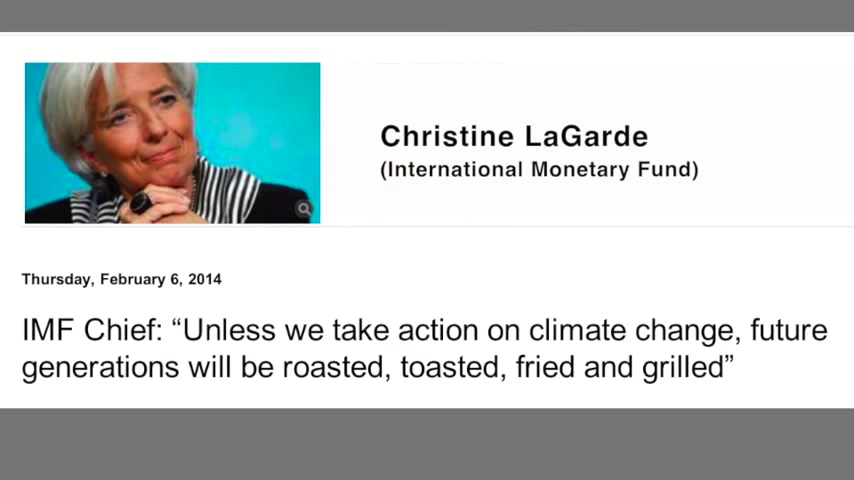 Christine LaGarde
(International Monetary Fund)
Thursday, February 6, 2014
IMF Chief: “Unless we take action on climate change, future
generations will be roasted, toasted, fried and grilled”